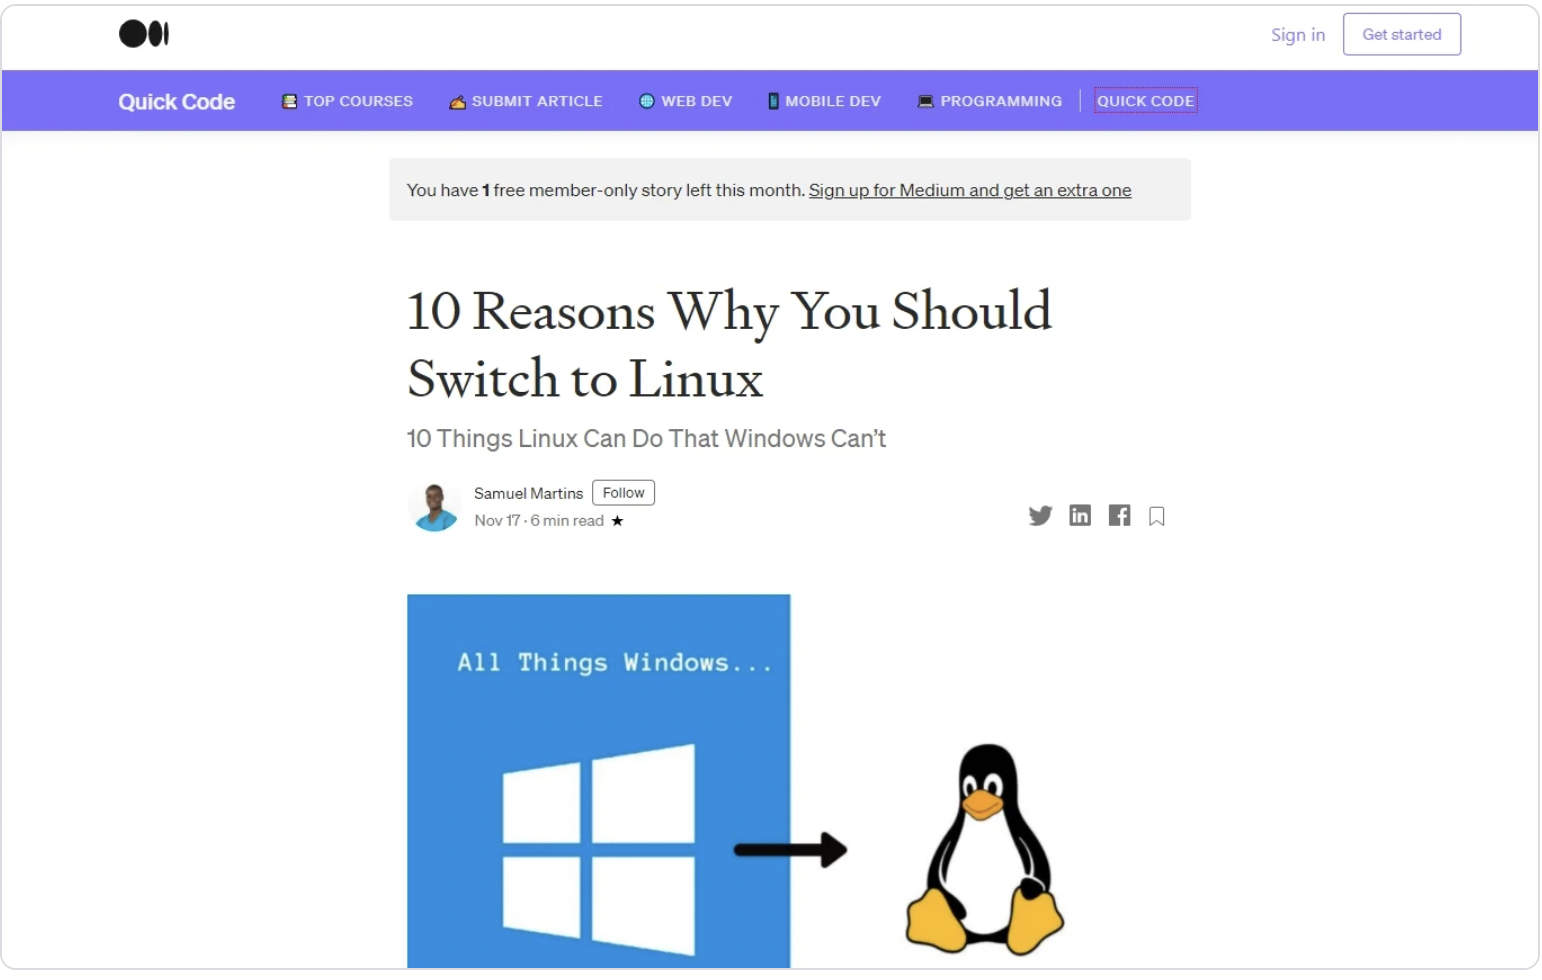 Sign in
Get started
Quick Code
TOP COURSES
SUBMIT ARTICLE
WEB DEV
MOBILE DEV
PROGRAMMING
QUICK CODE
You have 1 free member-only story left this month. Sign up for Medium and get an extra one
10 Reasons Why You Should
Switch to Linux
10 Things Linux Can Do That Windows Can’t
Samuel Martins
Follow
Nov 17 · 6 min read ★
All Things Windows...